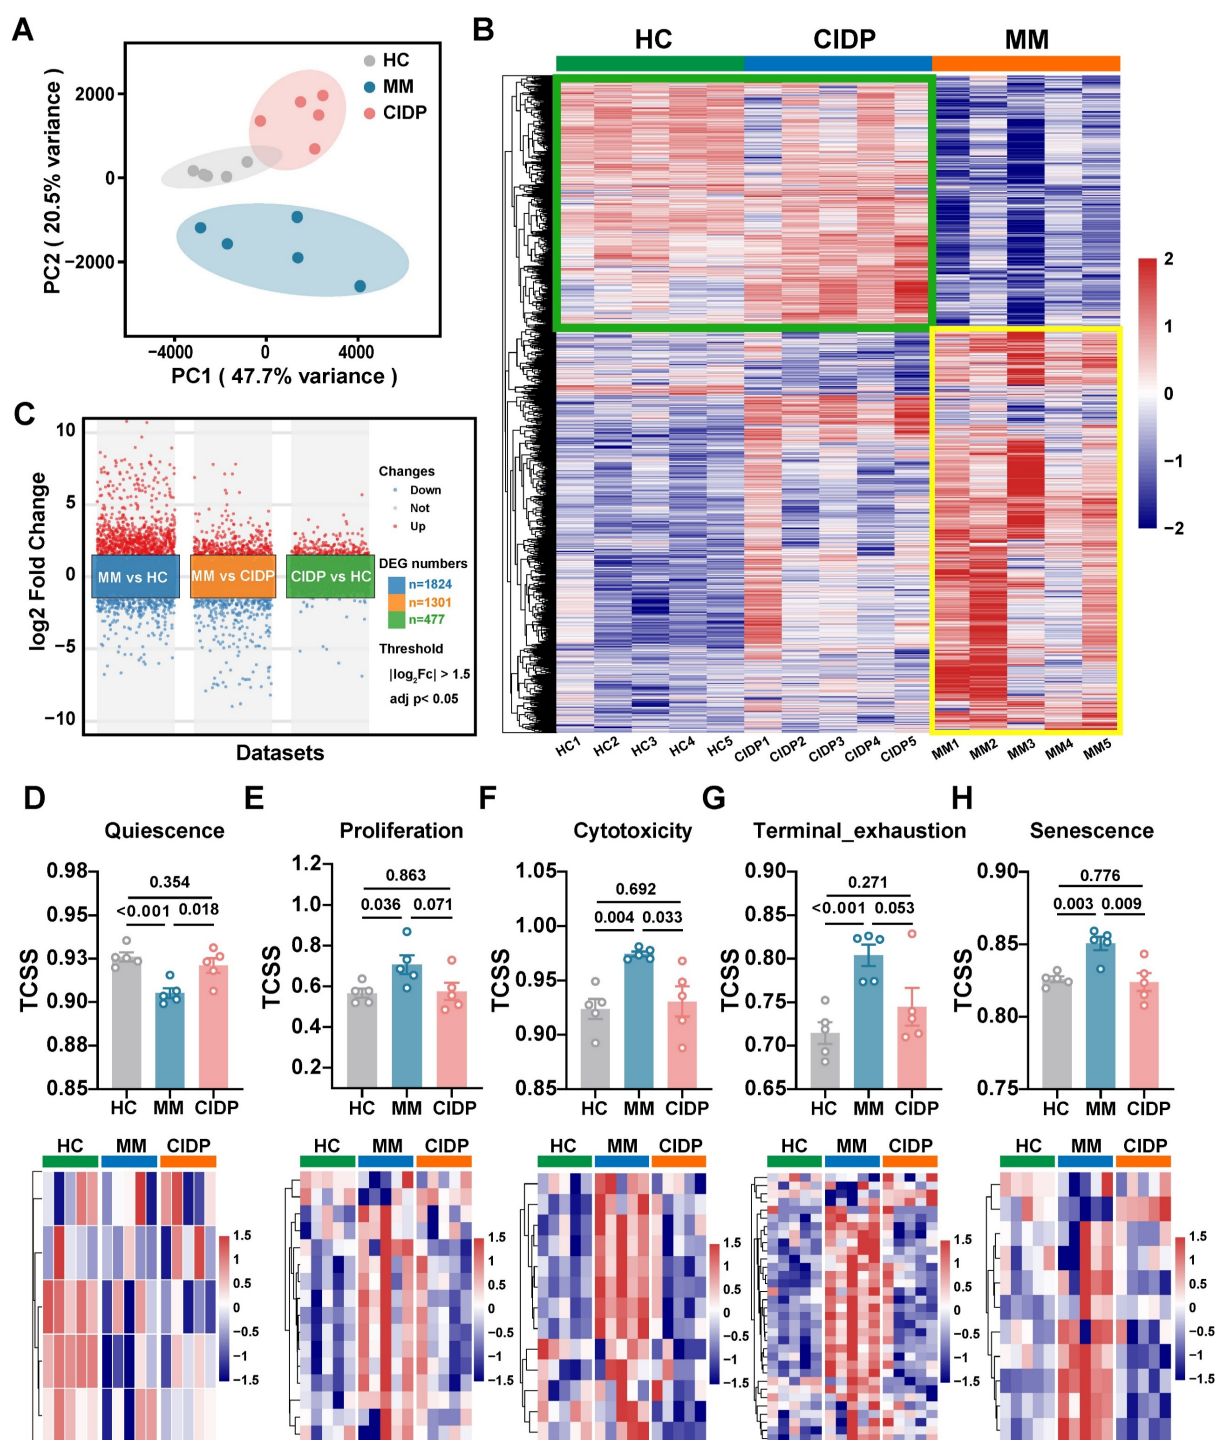 A
HC
MM
CIDP
2000
0
−2000
PC2 ( 20.5% variance )
−4000 0 4000
PC1 ( 47.7% variance )
B
HC CIDP MM
2
1
0
−1
−2
HC1 HC2 HC3 HC4 HC5 CIDP1 CIDP2 CIDP3 CIDP4 CIDP5 MM1 MM2 MM3 MM4 MM5
C
10
5
0
−5
−10
log2 Fold Change
MM vs HC MM vs CIDP CIDP vs HC
Changes
Down
Not
Up
DEG numbers
n=1824
n=1301
n=477
Threshold
|log2Fc| > 1.5
adj p< 0.05
Datasets
D
Quiescence
0.98
0.95
0.93
0.90
0.88
0.85
TCSS
0.354
<0.001 0.018
HC MM CIDP
HC MM CIDP
1.5
1
0.5
0
−0.5
−1
−1.5
E
Proliferation
1.2
1.0
0.8
0.6
0.4
0.2
TCSS
0.863
0.036 0.071
HC MM CIDP
HC MM CIDP
1.5
1
0.5
0
−0.5
−1
−1.5
F
Cytotoxicity
1.05
1.00
0.95
0.90
0.85
TCSS
0.692
0.004 0.033
HC MM CIDP
HC MM CIDP
1.5
1
0.5
0
−0.5
−1
−1.5
G
Terminal_exhaustion
0.90
0.85
0.80
0.75
0.70
0.65
TCSS
0.271
<0.001 0.053
HC MM CIDP
HC MM CIDP
1.5
1
0.5
0
−0.5
−1
−1.5
H
Senescence
0.90
0.85
0.80
0.75
TCSS
0.776
0.003 0.009
HC MM CIDP
HC MM CIDP
1.5
1
0.5
0
−0.5
−1
−1.5